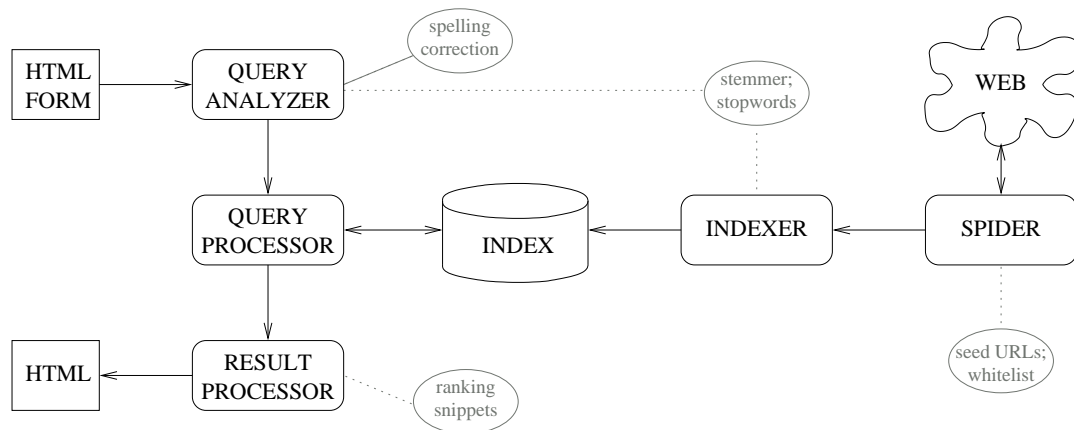 spelling
correction
HTML
FORM
QUERY
ANALYZER
stemmer;
stopwords
WEB
QUERY
PROCESSOR
INDEX
INDEXER
SPIDER
HTML
RESULT
PROCESSOR
ranking
snippets
seed URLs;
whitelist